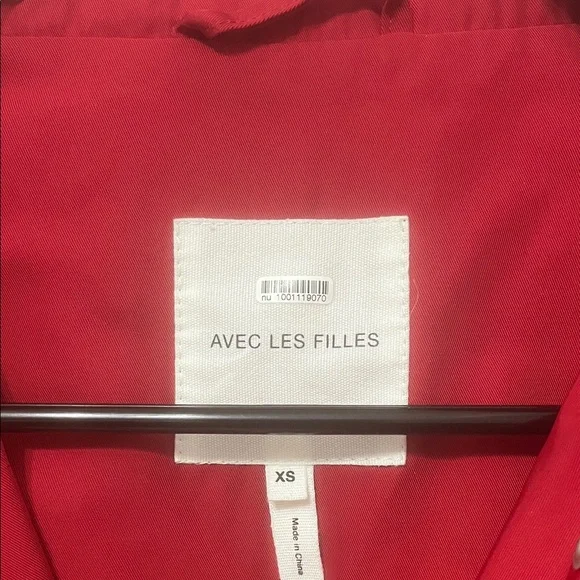 nu 1001119070
AVEC LES FILLES
XS
Made in China